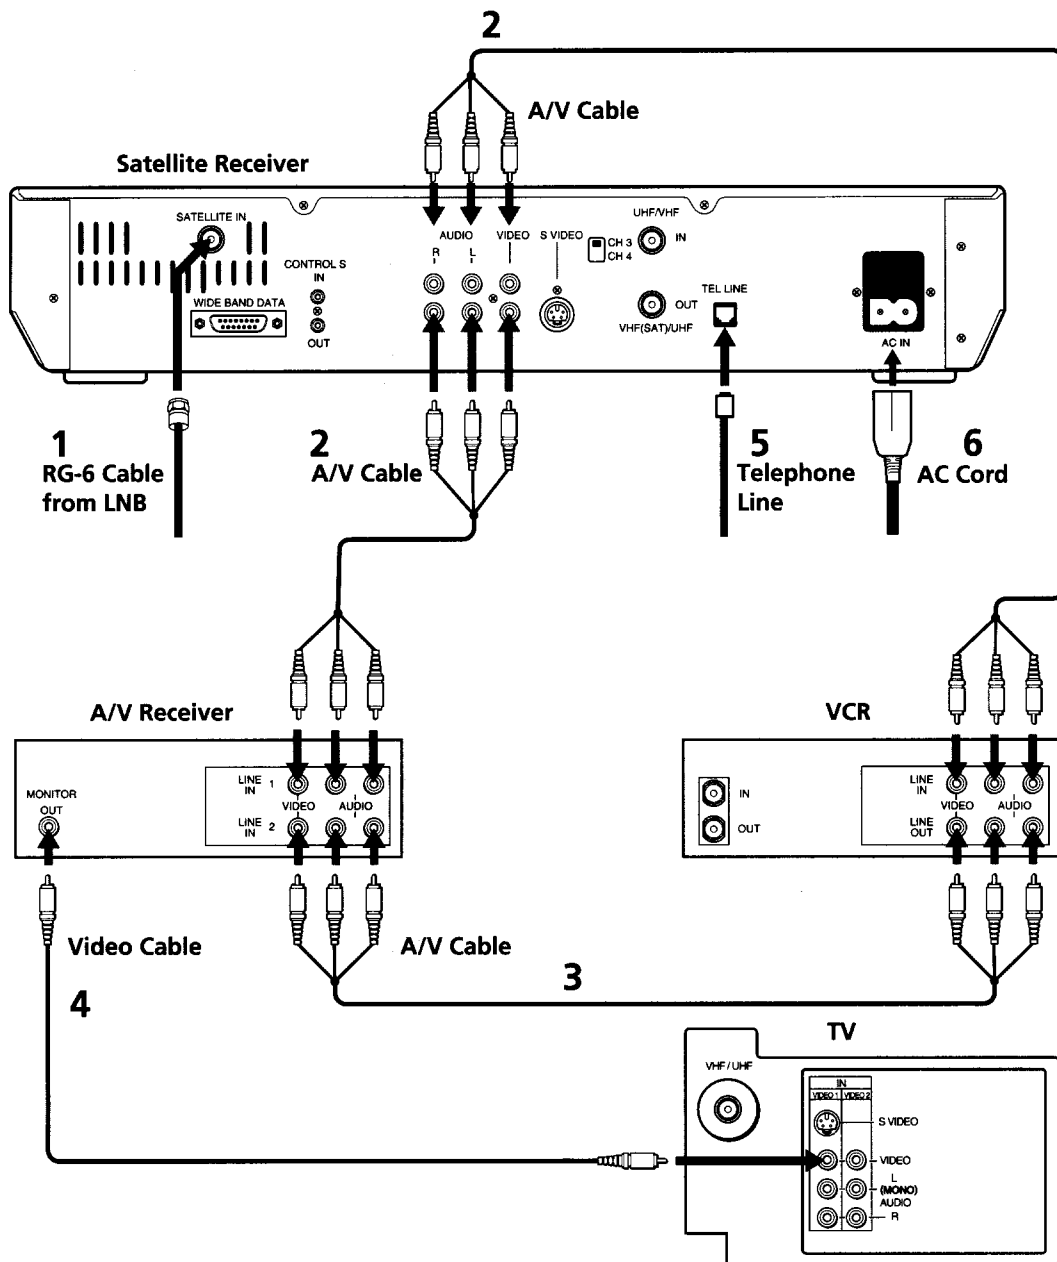 2
A/V Cable
Satellite Receiver
SATELLITE IN
UHF/VHF
IN
AUDIO
VIDEO
S VIDEO
CH 3
CH 4
R
L
CONTROL S
IN
TEL LINE
WIDE BAND DATA
OUT
VHF(SAT)/UHF
OUT
AC IN
1
RG-6 Cable
from LNB
2
A/V Cable
5
Telephone
Line
6
AC Cord
A/V Receiver
VCR
MONITOR
OUT
LINE
IN
1
VIDEO
AUDIO
LINE
IN
2
IN
OUT
LINE
IN
VIDEO
AUDIO
LINE
OUT
Video Cable
A/V Cable
4
3
TV
VHF / UHF
IN
VIDEO 1
VIDEO 2
S VIDEO
VIDEO
L
(MONO)
AUDIO
R